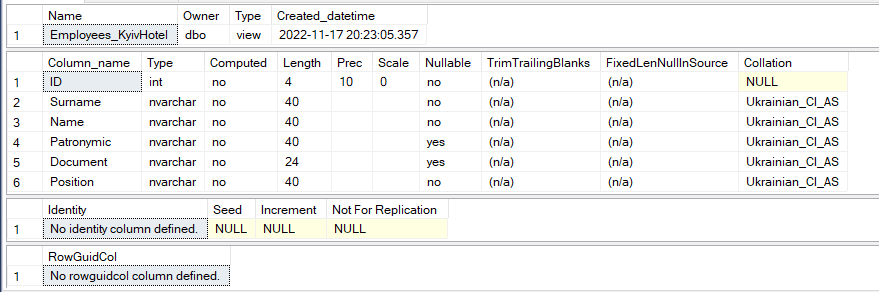 Name Owner Type Created_datetime
1 Employees_KyivHotel dbo view 2022-11-17 20:23:05.357
Column_name Type Computed Length Prec Scale Nullable TrimTrailingBlanks FixedLenNullInSource Collation
1 ID int no 4 10 0 no (n/a) (n/a) NULL
2 Surname nvarchar no 40 no (n/a) (n/a) Ukrainian_CI_AS
3 Name nvarchar no 40 no (n/a) (n/a) Ukrainian_CI_AS
4 Patronymic nvarchar no 40 yes (n/a) (n/a) Ukrainian_CI_AS
5 Document nvarchar no 24 yes (n/a) (n/a) Ukrainian_CI_AS
6 Position nvarchar no 40 no (n/a) (n/a) Ukrainian_CI_AS
Identity Seed Increment Not For Replication
1 No identity column defined. NULL NULL NULL
RowGuidCol
1 No rowguidcol column defined.